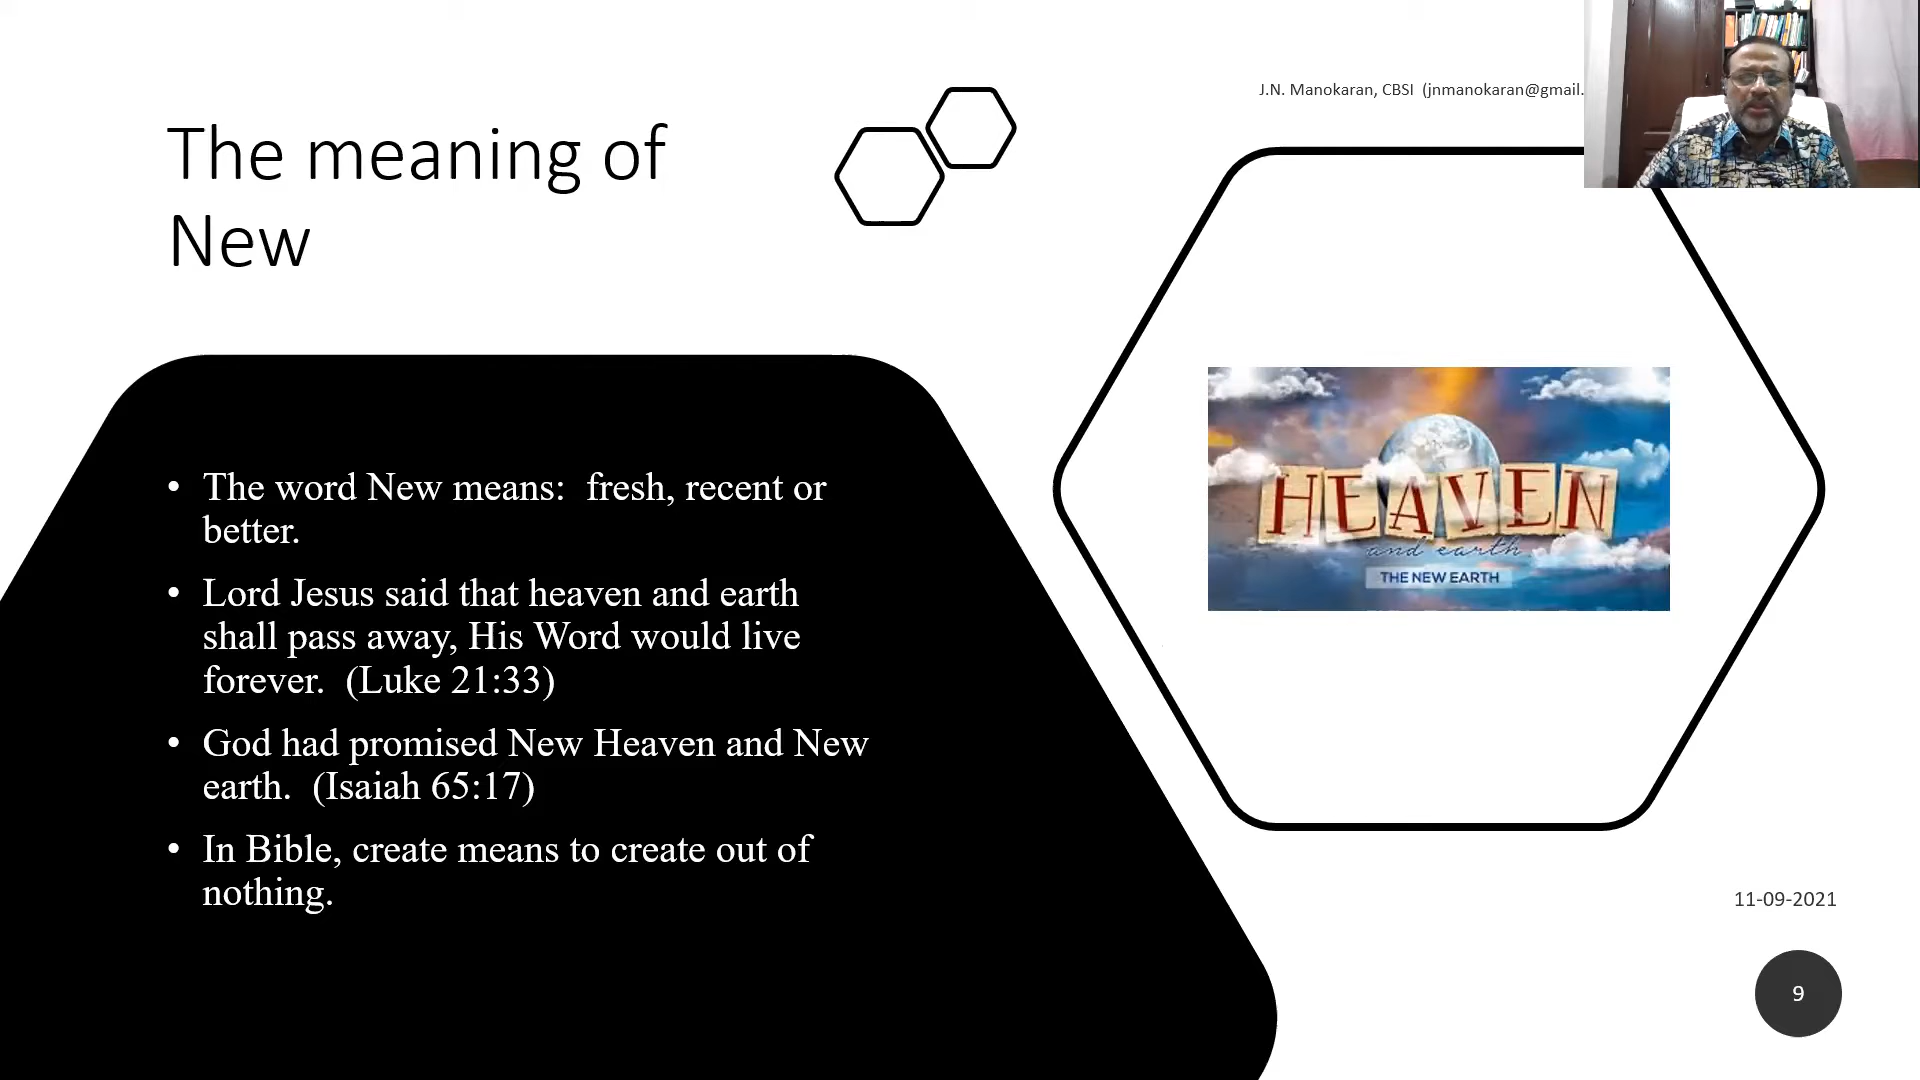 J.N. Manokaran, CBSI (jnmanokaran@gmail.
The meaning of
New
• The word New means:  fresh, recent or
better.
• Lord Jesus said that heaven and earth
shall pass away, His Word would live
forever.  (Luke 21:33)
• God had promised New Heaven and New
earth.  (Isaiah 65:17)
• In Bible, create means to create out of
nothing.
HEAVEN
and earth
THE NEW EARTH
11-09-2021
9